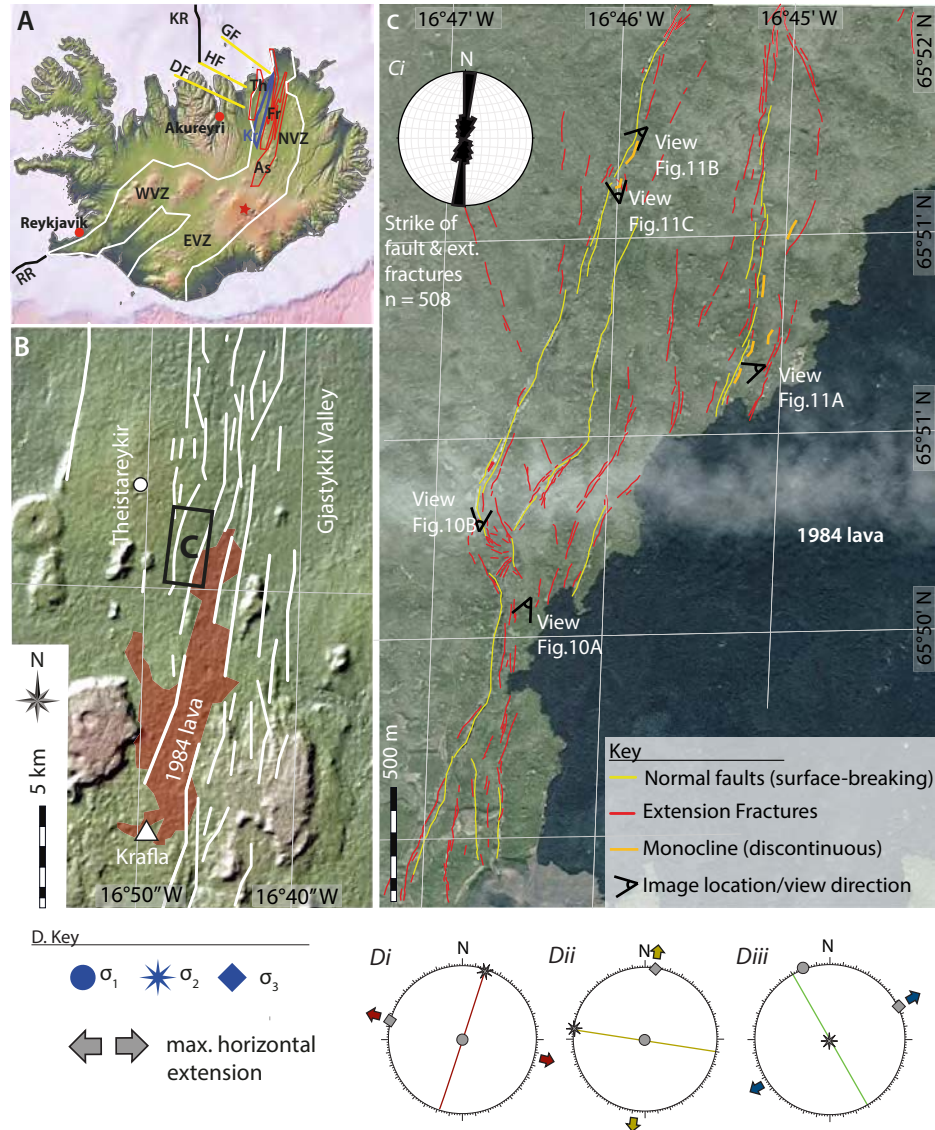 A
KR
GF
HF
DF
Th
Fr
Kr
Akureyri
NVZ
As
WVZ
Reykjavik
EVZ
RR
B
Theistareykir
Gjastykki Valley
C
1984 lava
N
5 km
Krafla
16°50″W
16°40″W
C
16°47' W
16°46' W
16°45' W
65°52' N
Ci
N
Strike of
fault & ext.
fractures
n = 508
View
Fig.11B
View
Fig.11C
65°51' N
View
Fig.11A
65°51' N
View
Fig.10B
1984 lava
View
Fig.10A
65°50' N
500 m
Key
Normal faults (surface-breaking)
Extension Fractures
Monocline (discontinuous)
Image location/view direction
D. Key
σ1
σ2
σ3
max. horizontal
extension
Di
N
Dii
N
Diii
N